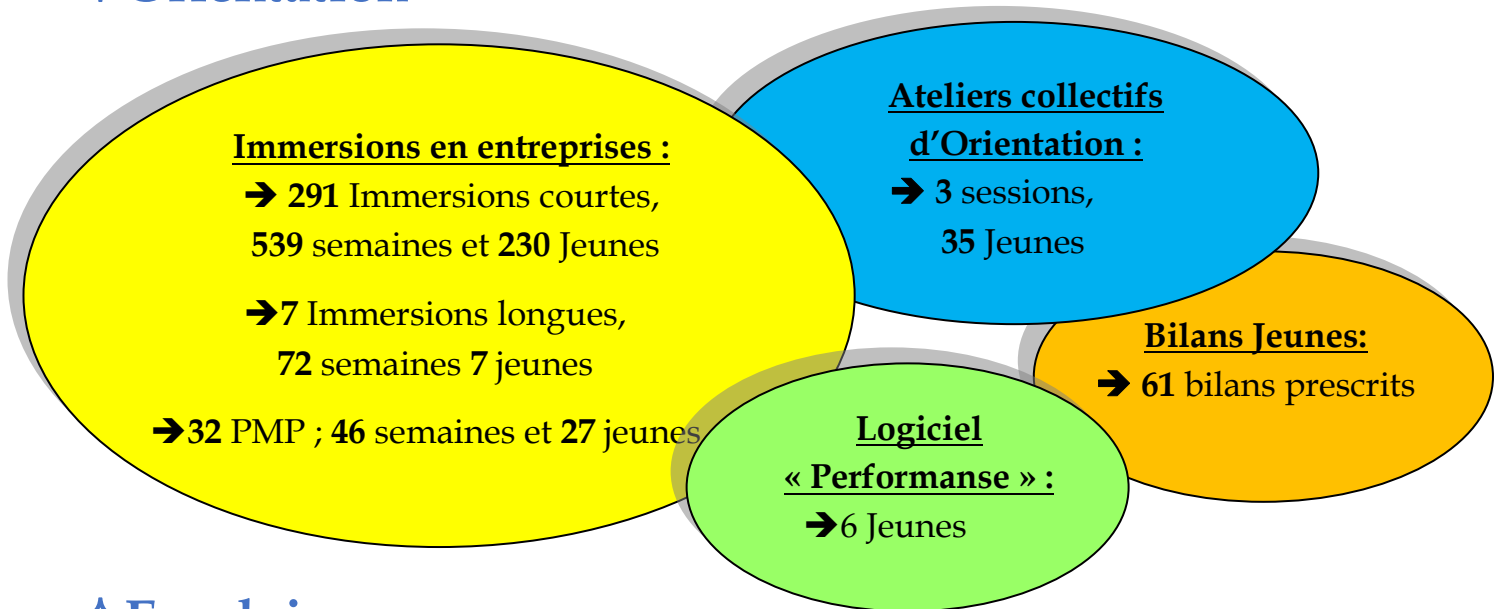 Orientation
Immersions en entreprises :
➔ 291 Immersions courtes,
539 semaines et 230 Jeunes
➔7 Immersions longues,
72 semaines 7 jeunes
➔32 PMP ; 46 semaines et 27 jeunes
Ateliers collectifs
d’Orientation :
➔ 3 sessions,
35 Jeunes
Bilans Jeunes:
➔ 61 bilans prescrits
Logiciel
« Performanse » :
➔6 Jeunes